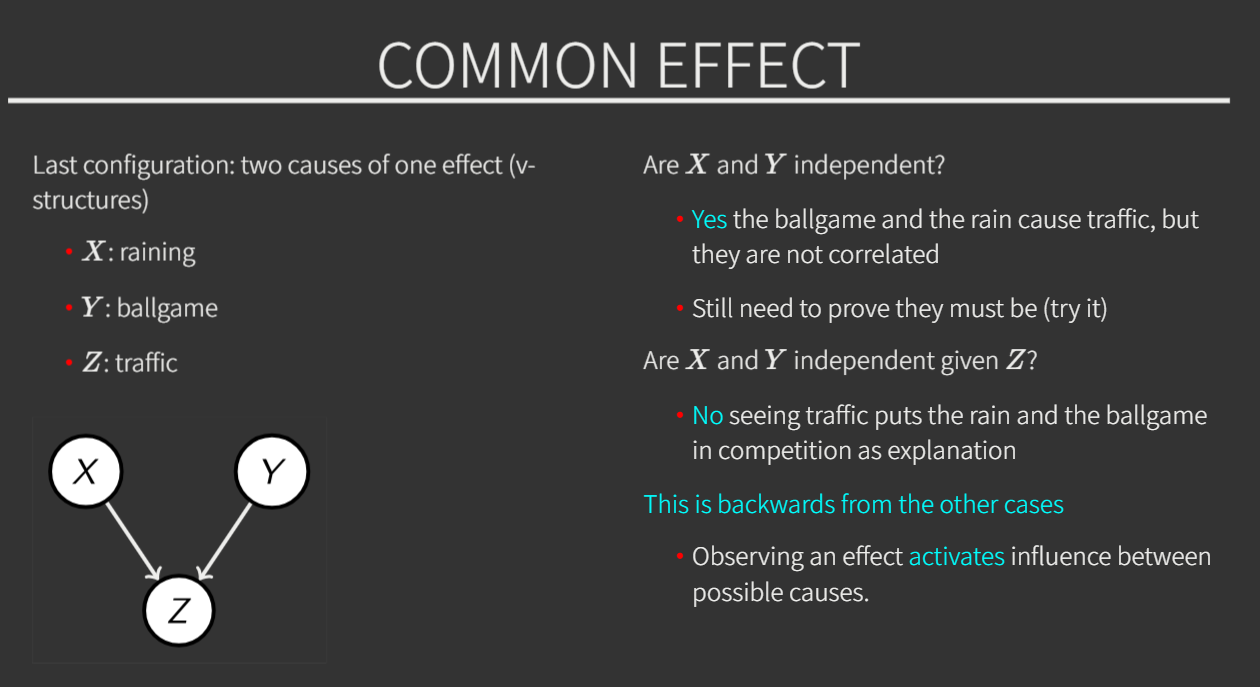 COMMON EFFECT
Last configuration: two causes of one effect (v-
structures)
• X: raining
• Y: ballgame
• Z: traffic
X
Y
Z
Are X and Y independent?
• Yes the ballgame and the rain cause traffic, but
they are not correlated
• Still need to prove they must be (try it)
Are X and Y independent given Z?
• No seeing traffic puts the rain and the ballgame
in competition as explanation
This is backwards from the other cases
• Observing an effect activates influence between
possible causes.